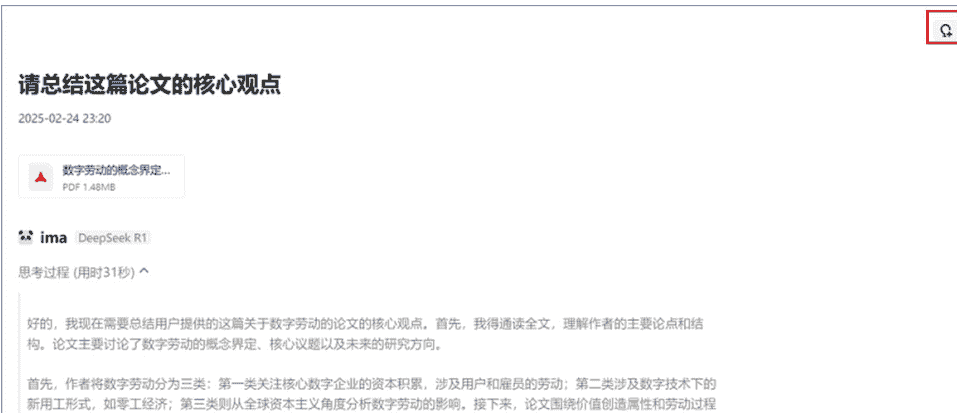 请总结这篇论文的核心观点
2025-02-24 23:20
数字劳动的概念界定...
PDF 1.48MB
ima DeepSeek R1
思考过程 (用时31秒)
好的，我现在需要总结用户提供的这篇关于数字劳动的论文的核心观点。首先，我得通读全文，理解作者的主要论点和结
构。论文主要讨论了数字劳动的概念界定、核心议题以及未来的研究方向。
首先，作者将数字劳动分为三类：第一类关注核心数字企业的资本积累，涉及用户和雇员的劳动；第二类涉及数字技术下的
新用工形式，如零工经济；第三类则从全球资本主义角度分析数字劳动的影响。接下来，论文围绕价值创造属性和劳动过程